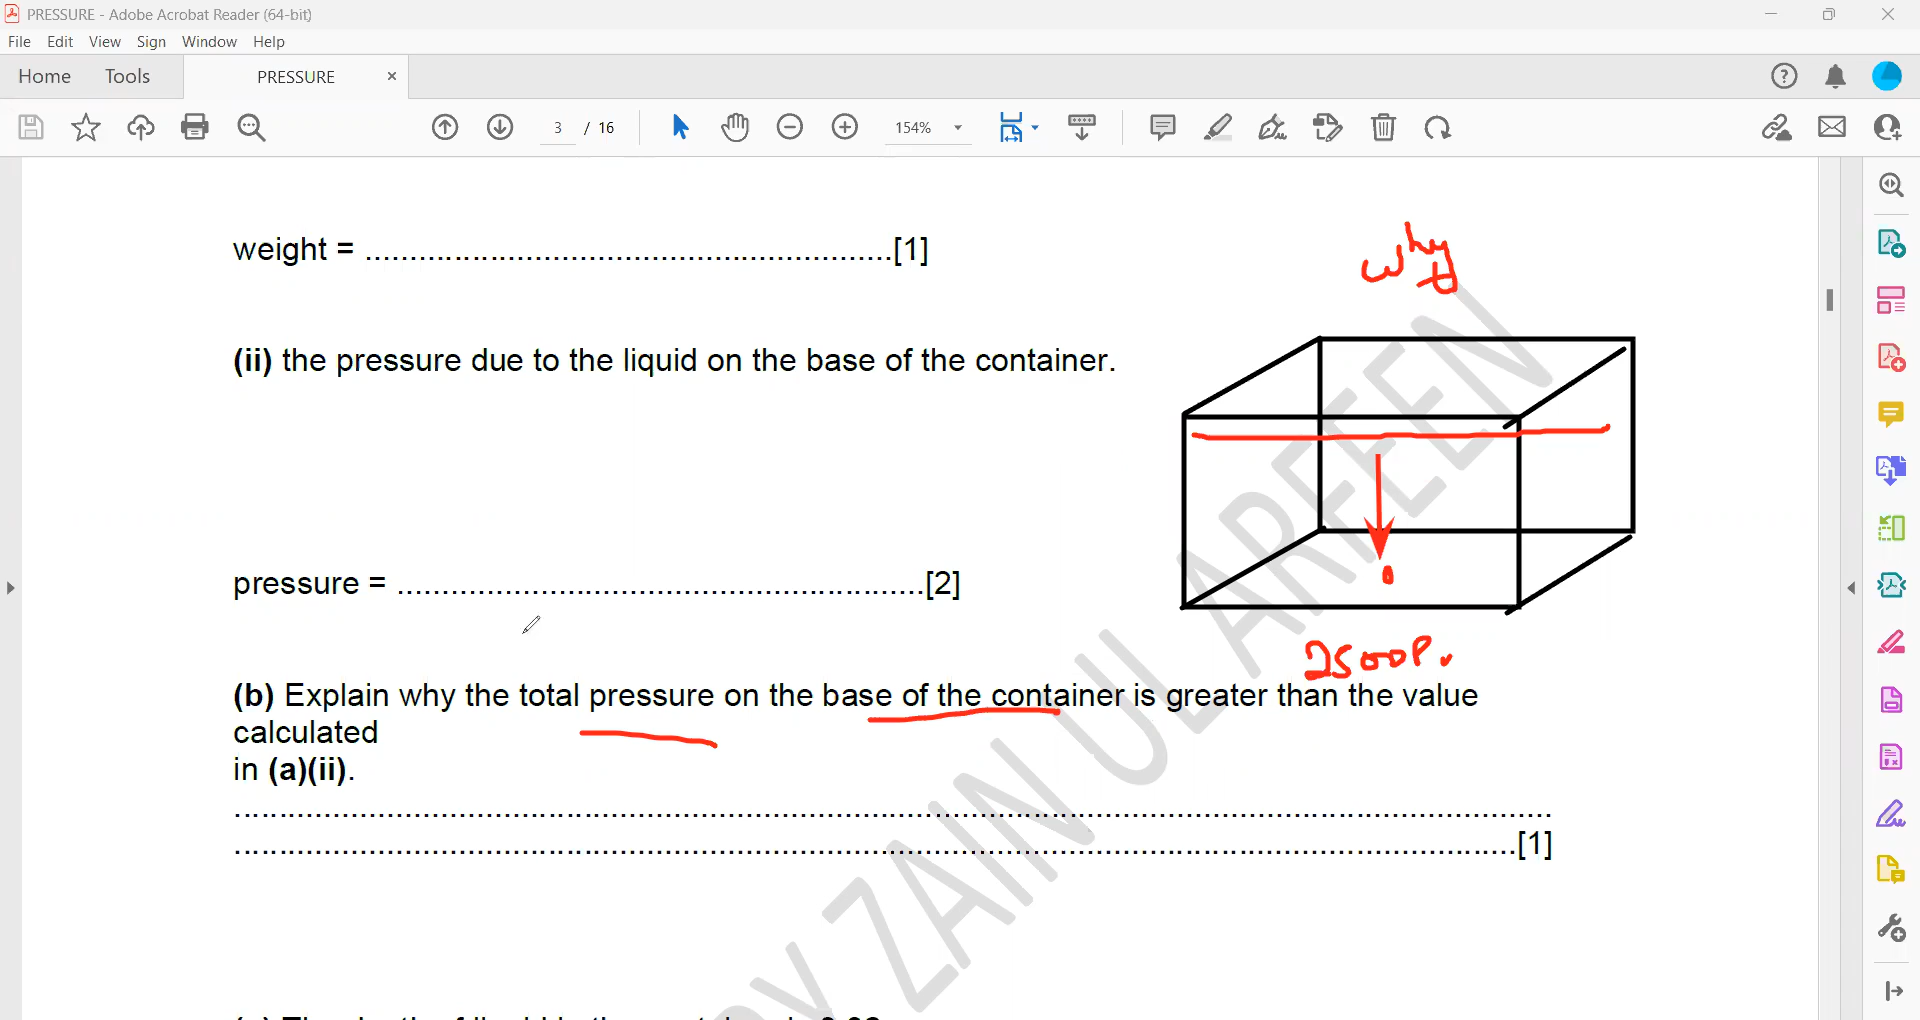 PRESSURE - Adobe Acrobat Reader (64-bit)
File Edit View Sign Window Help
Home Tools PRESSURE
3 / 16 154%
weight = ..........................................................[1]
Why
(ii) the pressure due to the liquid on the base of the container.
pressure = ..........................................................[2]
2500P
(b) Explain why the total pressure on the base of the container is greater than the value
calculated
in (a)(ii).
..........................................................
..........................................................[1]
BY ZAIN UL ARFEEN